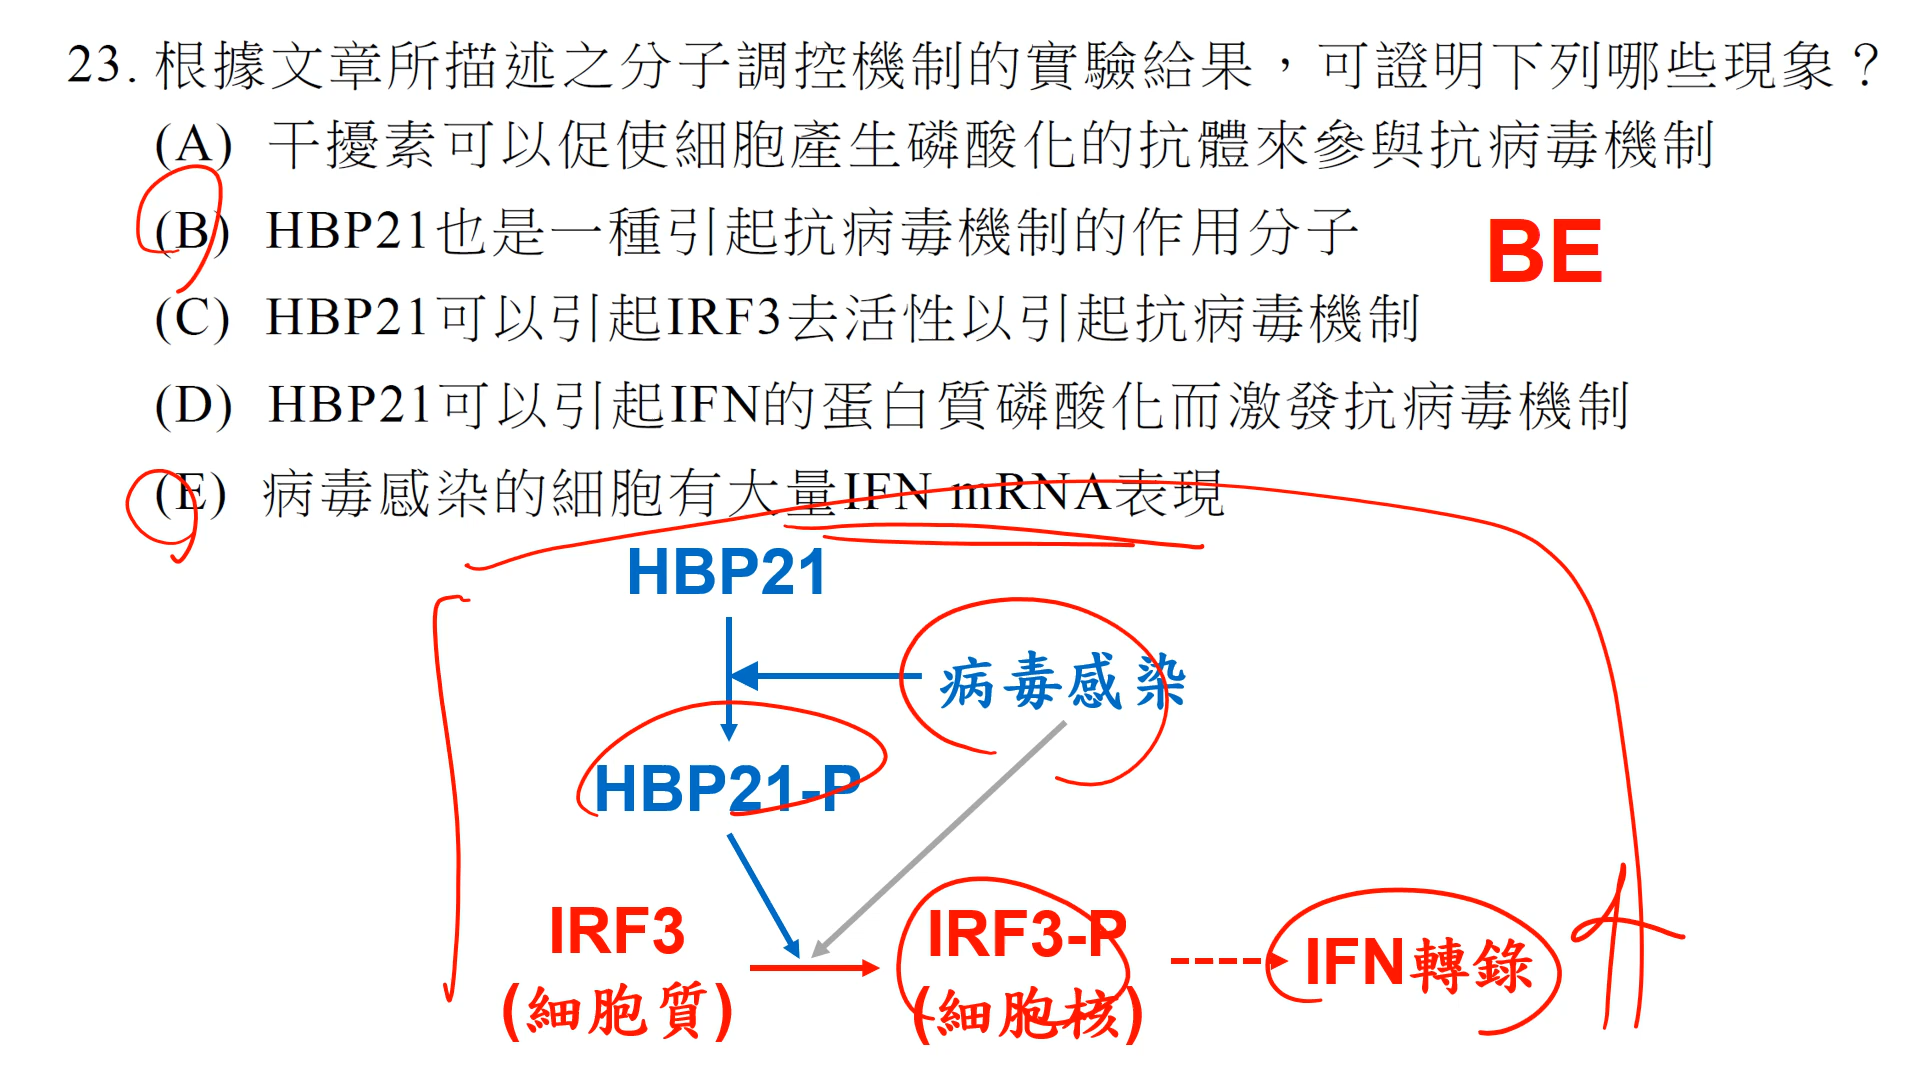 23. 根據文章所描述之分子調控機制的實驗結果，可證明下列哪些現象？
(A) 干擾素可以促使細胞產生磷酸化的抗體來參與抗病毒機制
(B) HBP21也是一種引起抗病毒機制的作用分子
BE
(C) HBP21可以引起IRF3去活性以引起抗病毒機制
(D) HBP21可以引起IFN的蛋白質磷酸化而激發抗病毒機制
(E) 病毒感染的細胞有大量IFN mRNA表現
HBP21
病毒感染
HBP21-P
IRF3
(細胞質)
IRF3-P
(細胞核)
IFN轉錄